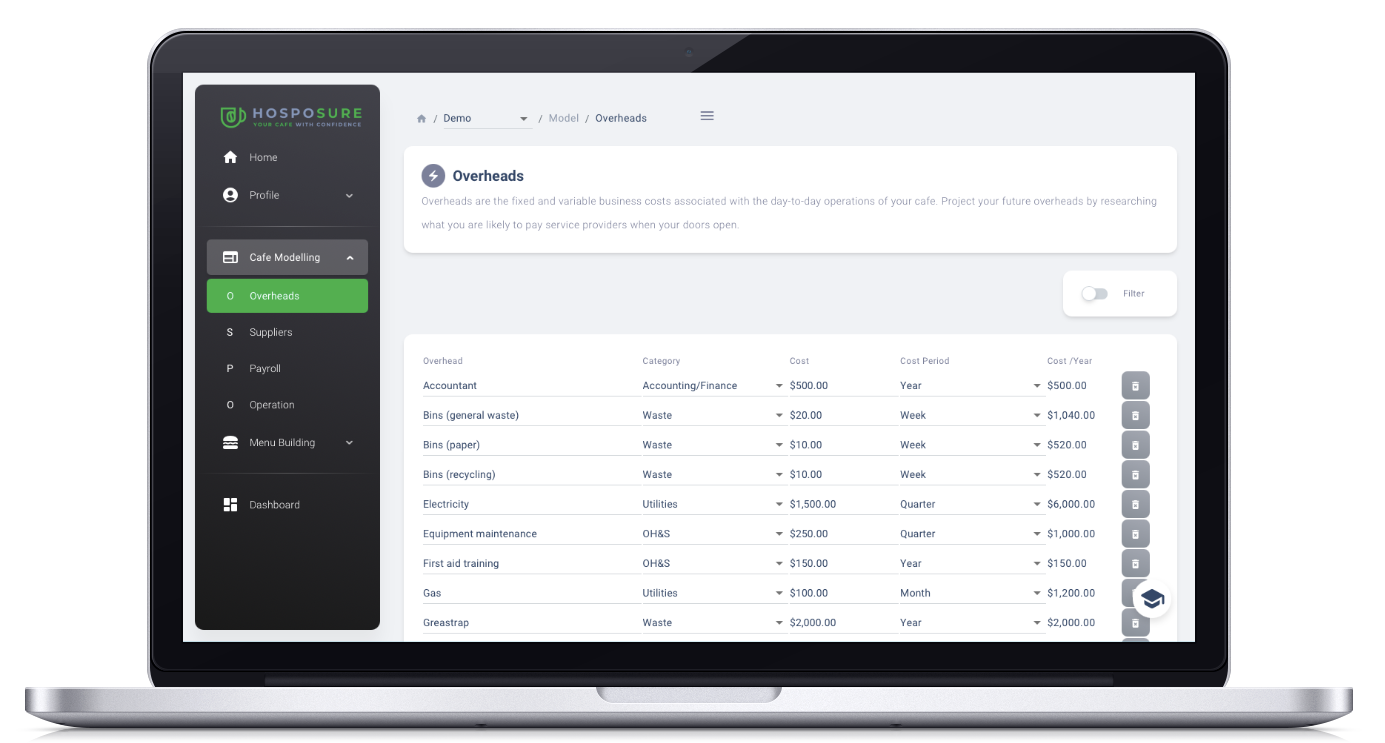 HOSPOSURE
YOUR CAFE WITH CONFIDENCE
Home
Profile
Cafe Modelling
O Overheads
S Suppliers
P Payroll
O Operation
Menu Building
Dashboard
/ Demo / Model / Overheads
Overheads
Overheads are the fixed and variable business costs associated with the day-to-day operations of your cafe. Project your future overheads by researching
what you are likely to pay service providers when your doors open.
Filter
Overhead Category Cost Cost Period Cost /Year
Accountant Accounting/Finance $500.00 Year $500.00
Bins (general waste) Waste $20.00 Week $1,040.00
Bins (paper) Waste $10.00 Week $520.00
Bins (recycling) Waste $10.00 Week $520.00
Electricity Utilities $1,500.00 Quarter $6,000.00
Equipment maintenance OH&S $250.00 Quarter $1,000.00
First aid training OH&S $150.00 Year $150.00
Gas Utilities $100.00 Month $1,200.00
Greastrap Waste $2,000.00 Year $2,000.00